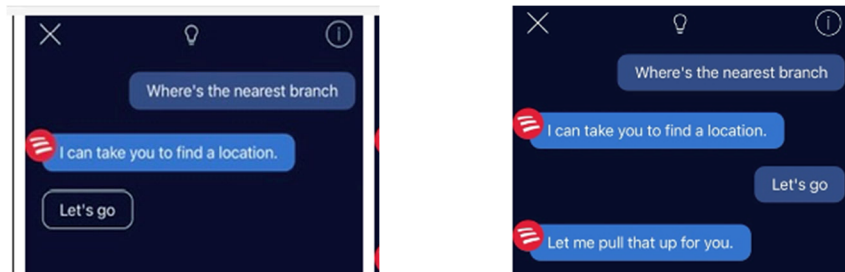 Where's the nearest branch
I can take you to find a location.
Let's go
Where's the nearest branch
I can take you to find a location.
Let's go
Let me pull that up for you.